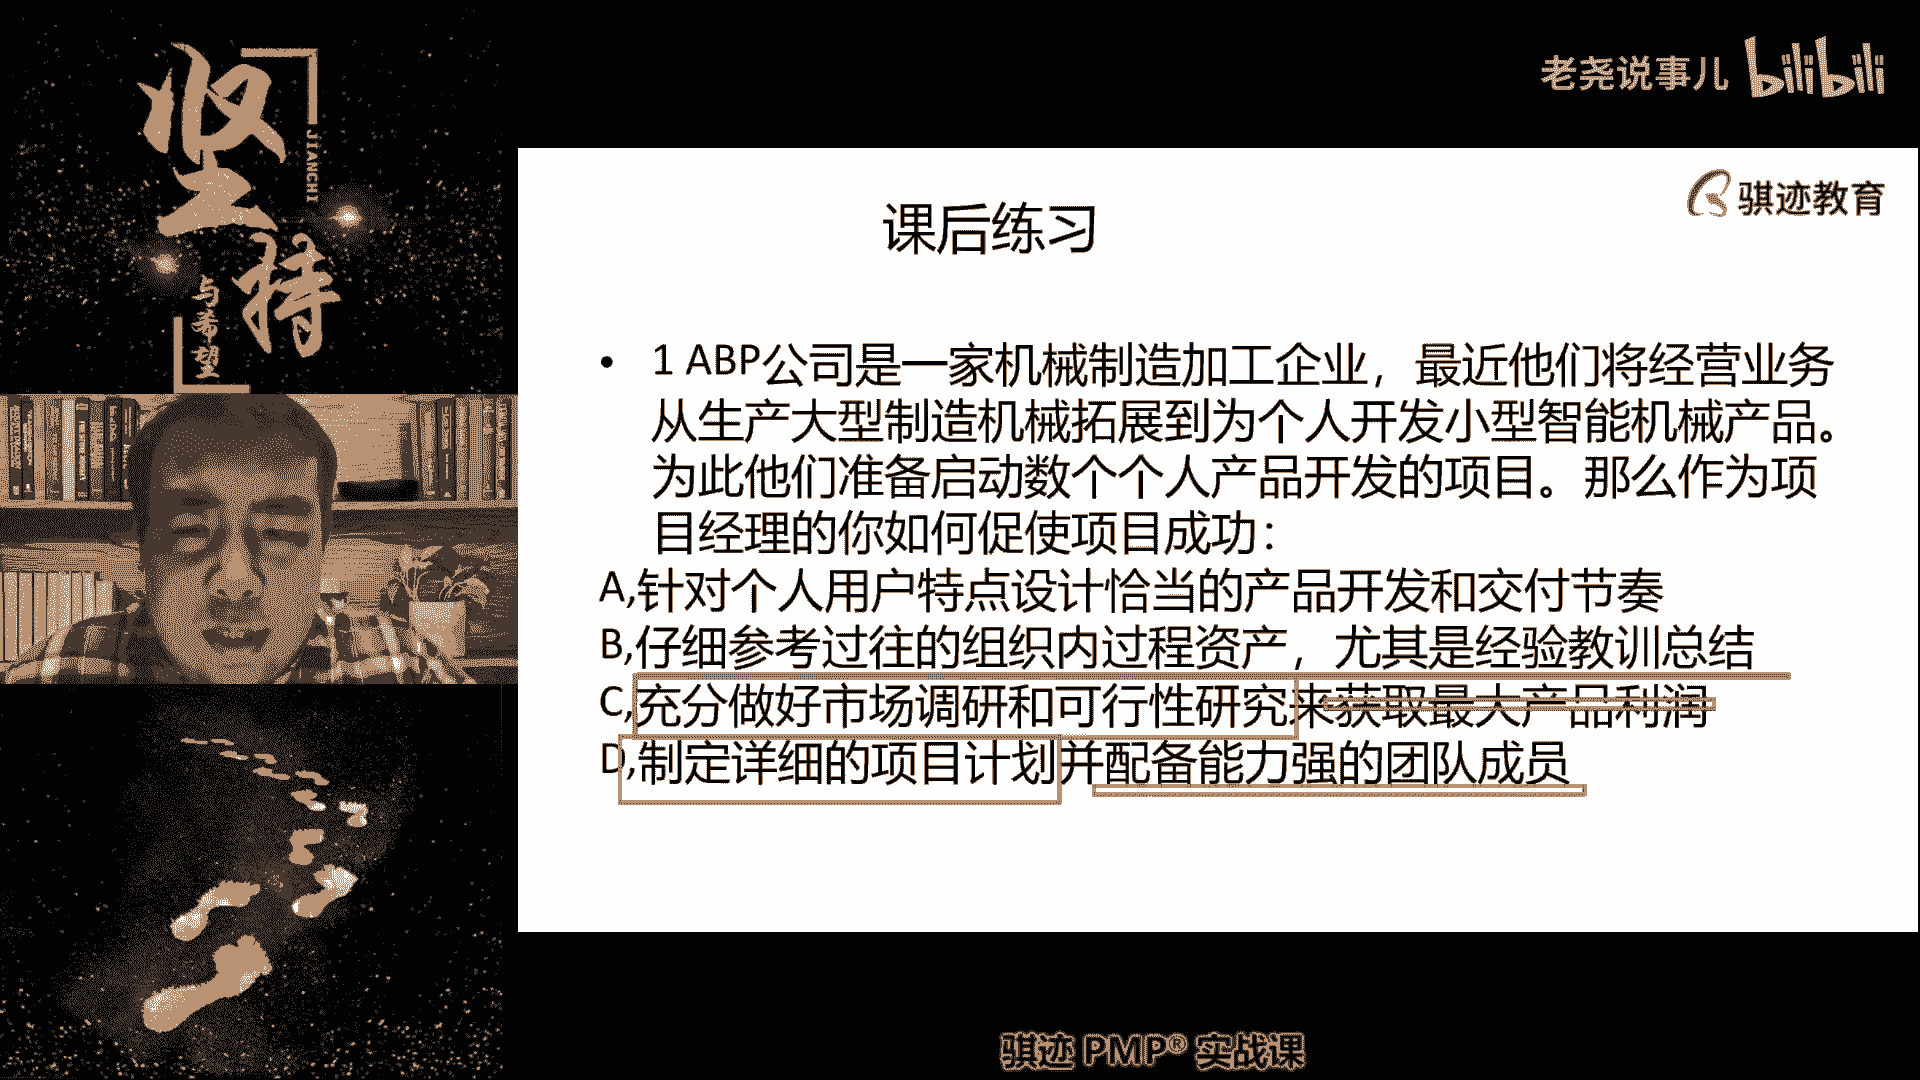 坚持
JIANCHI
与希望
老尧说事儿 bilibili
骐迹教育
课后练习
• 1 ABP公司是一家机械制造加工企业，最近他们将经营业务
从生产大型制造机械拓展到为个人开发小型智能机械产品。
为此他们准备启动数个个人产品开发的项目。那么作为项
目经理的你如何促使项目成功：
A,针对个人用户特点设计恰当的产品开发和交付节奏
B,仔细参考过往的组织内过程资产，尤其是经验教训总结
C,充分做好市场调研和可行性研究来获取最大产品利润
D,制定详细的项目计划并配备能力强的团队成员
骐迹 PMP® 实战课